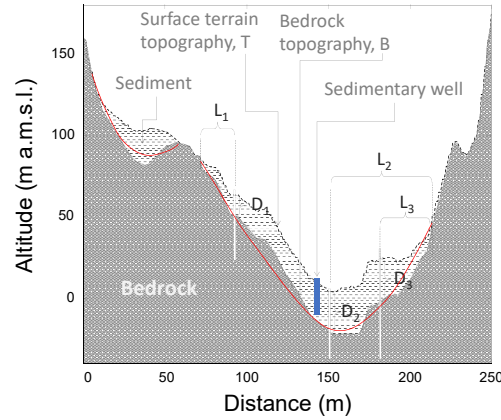 Surface terrain
topography, T
Bedrock
topography, B
Sediment
Sedimentary well
L1
L2
L3
D1
D2
D3
Bedrock
Altitude (m a.m.s.l.)
150
100
50
0
0
50
100
150
200
250
Distance (m)